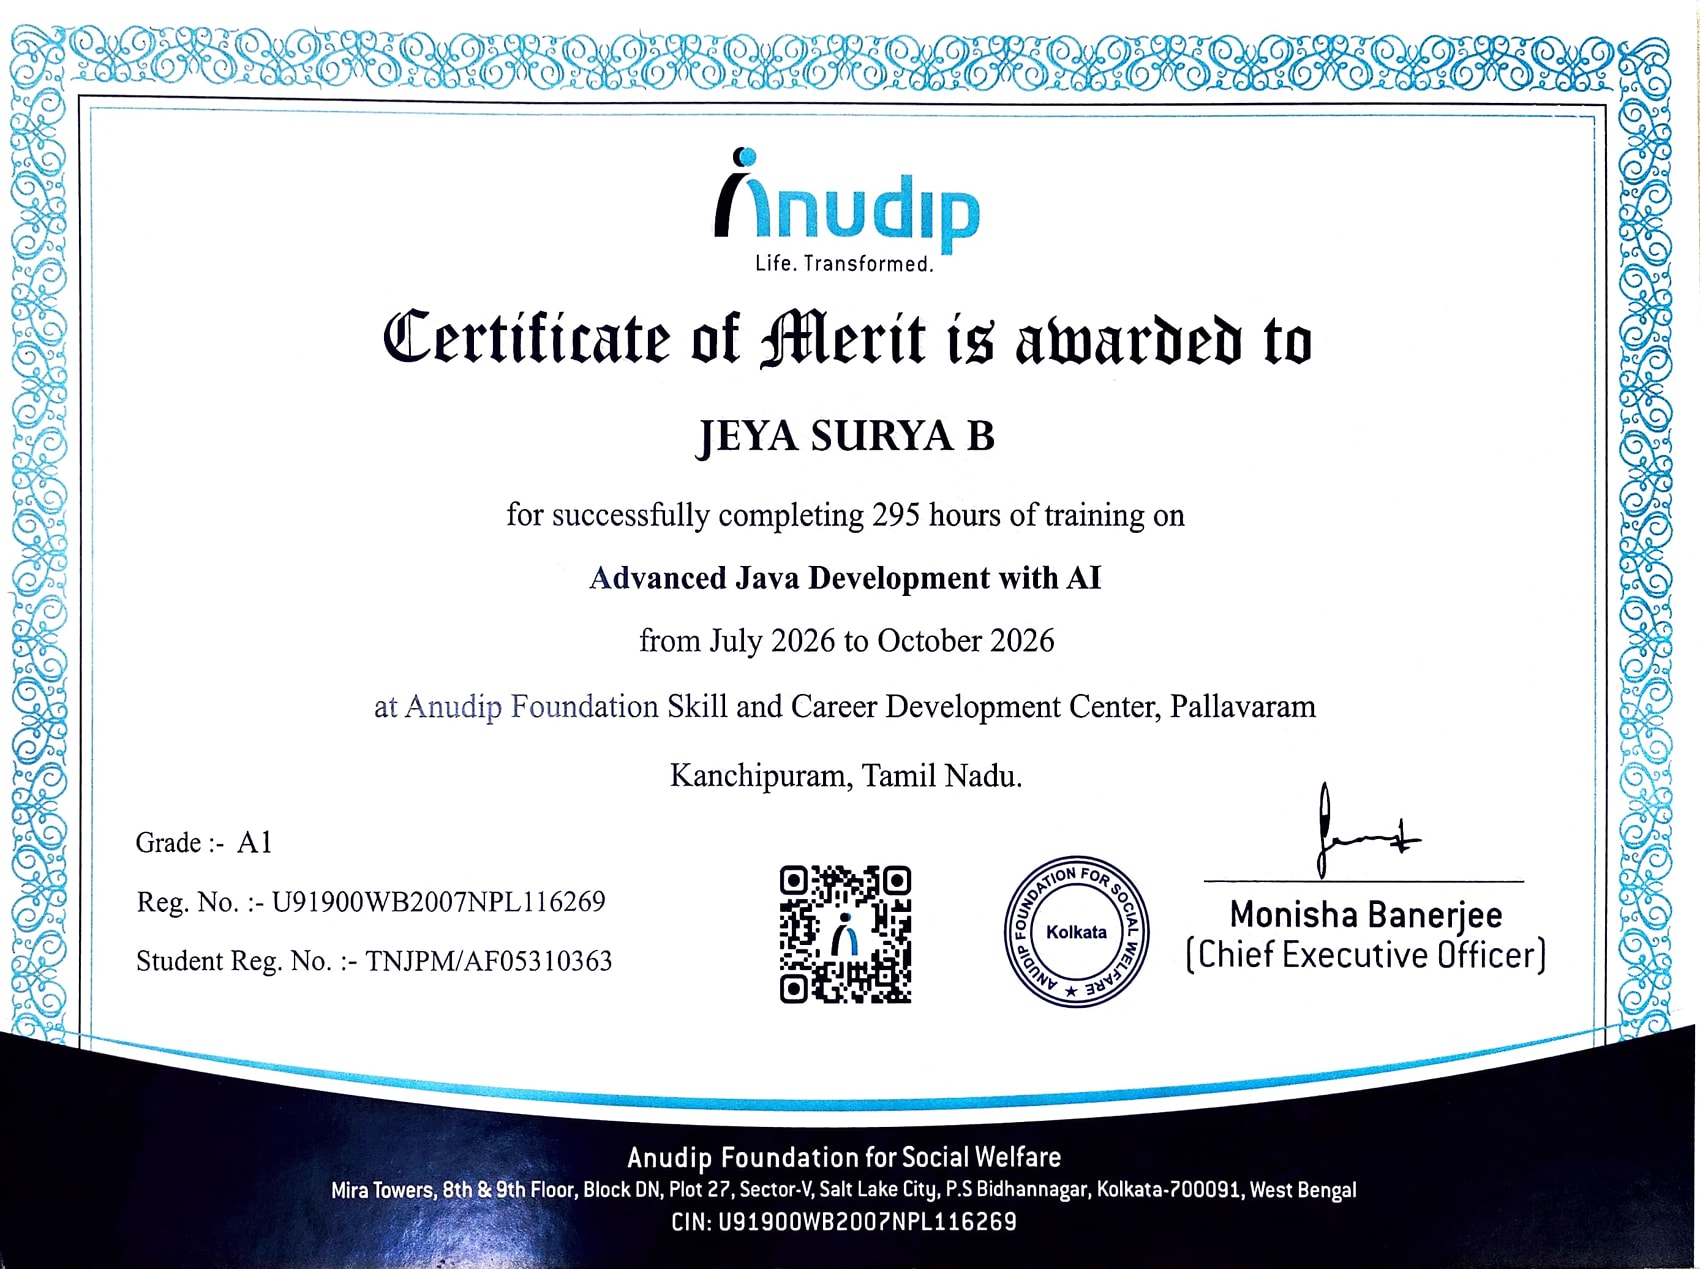 Anudip
Life. Transformed.
Certificate of Merit is awarded to
JEYA SURYA B
for successfully completing 295 hours of training on
Advanced Java Development with AI
from July 2026 to October 2026
at Anudip Foundation Skill and Career Development Center, Pallavaram
Kanchipuram, Tamil Nadu.
Grade :- A1
Reg. No. :- U91900WB2007NPL116269
Student Reg. No. :- TNJPM/AF05310363
ANUDIP FOUNDATION FOR SOCIAL WELFARE ★
Kolkata
Monisha Banerjee
(Chief Executive Officer)
Anudip Foundation for Social Welfare
Mira Towers, 8th & 9th Floor, Block DN, Plot 27, Sector-V, Salt Lake City, P.S Bidhannagar, Kolkata-700091, West Bengal
CIN: U91900WB2007NPL116269